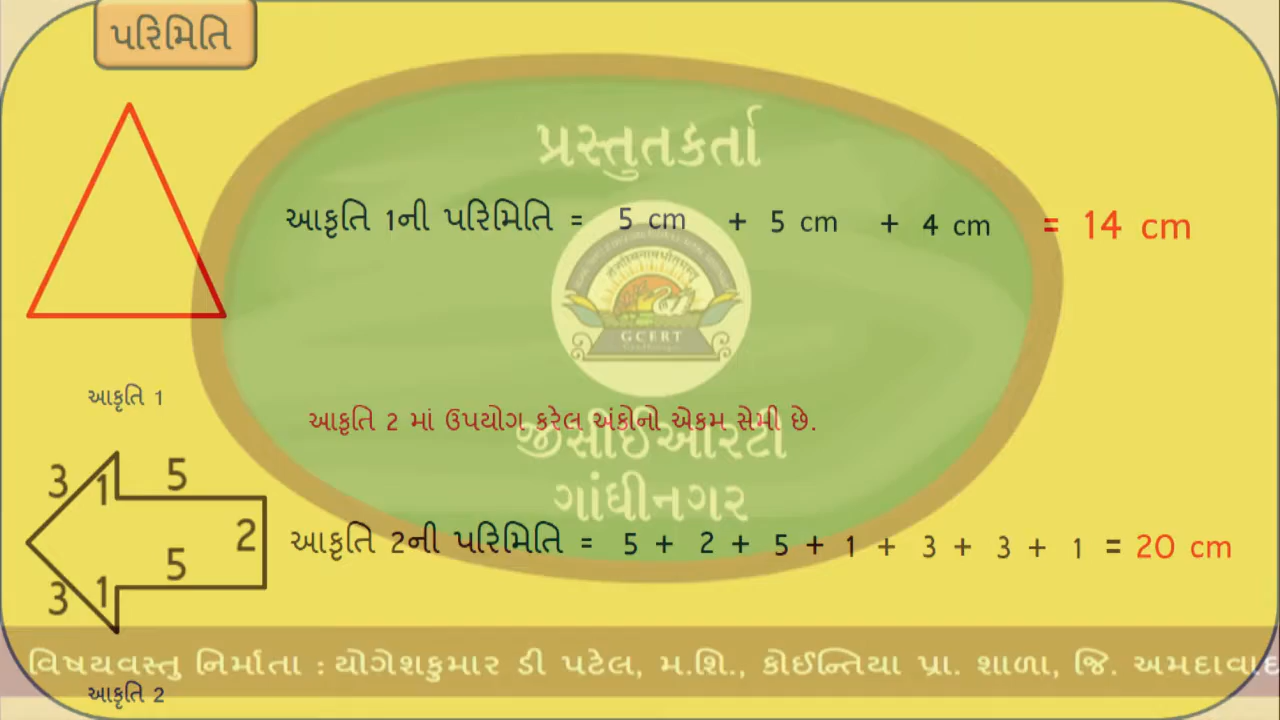 પરિમિતિ
પ્રસ્તુતકર્તા
આકૃતિ 1ની પરિમિતિ = 5 cm + 5 cm + 4 cm = 14 cm
GCERT
આકૃતિ 1
આકૃતિ 2 માં ઉપયોગ કરેલ અંકોનો એકમ સેમી છે.
જીસીઈઆરટી
ગાંધીનગર
3 1 5
2
5
3 1
આકૃતિ 2ની પરિમિતિ = 5 + 2 + 5 + 1 + 3 + 3 + 1 = 20 cm
વિષયવસ્તુ નિર્માતા : યોગેશકુમાર ડી પટેલ, મ.શિ., કોઈન્તિયા પ્રા. શાળા, જિ. અમદાવાદ
આકૃતિ 2